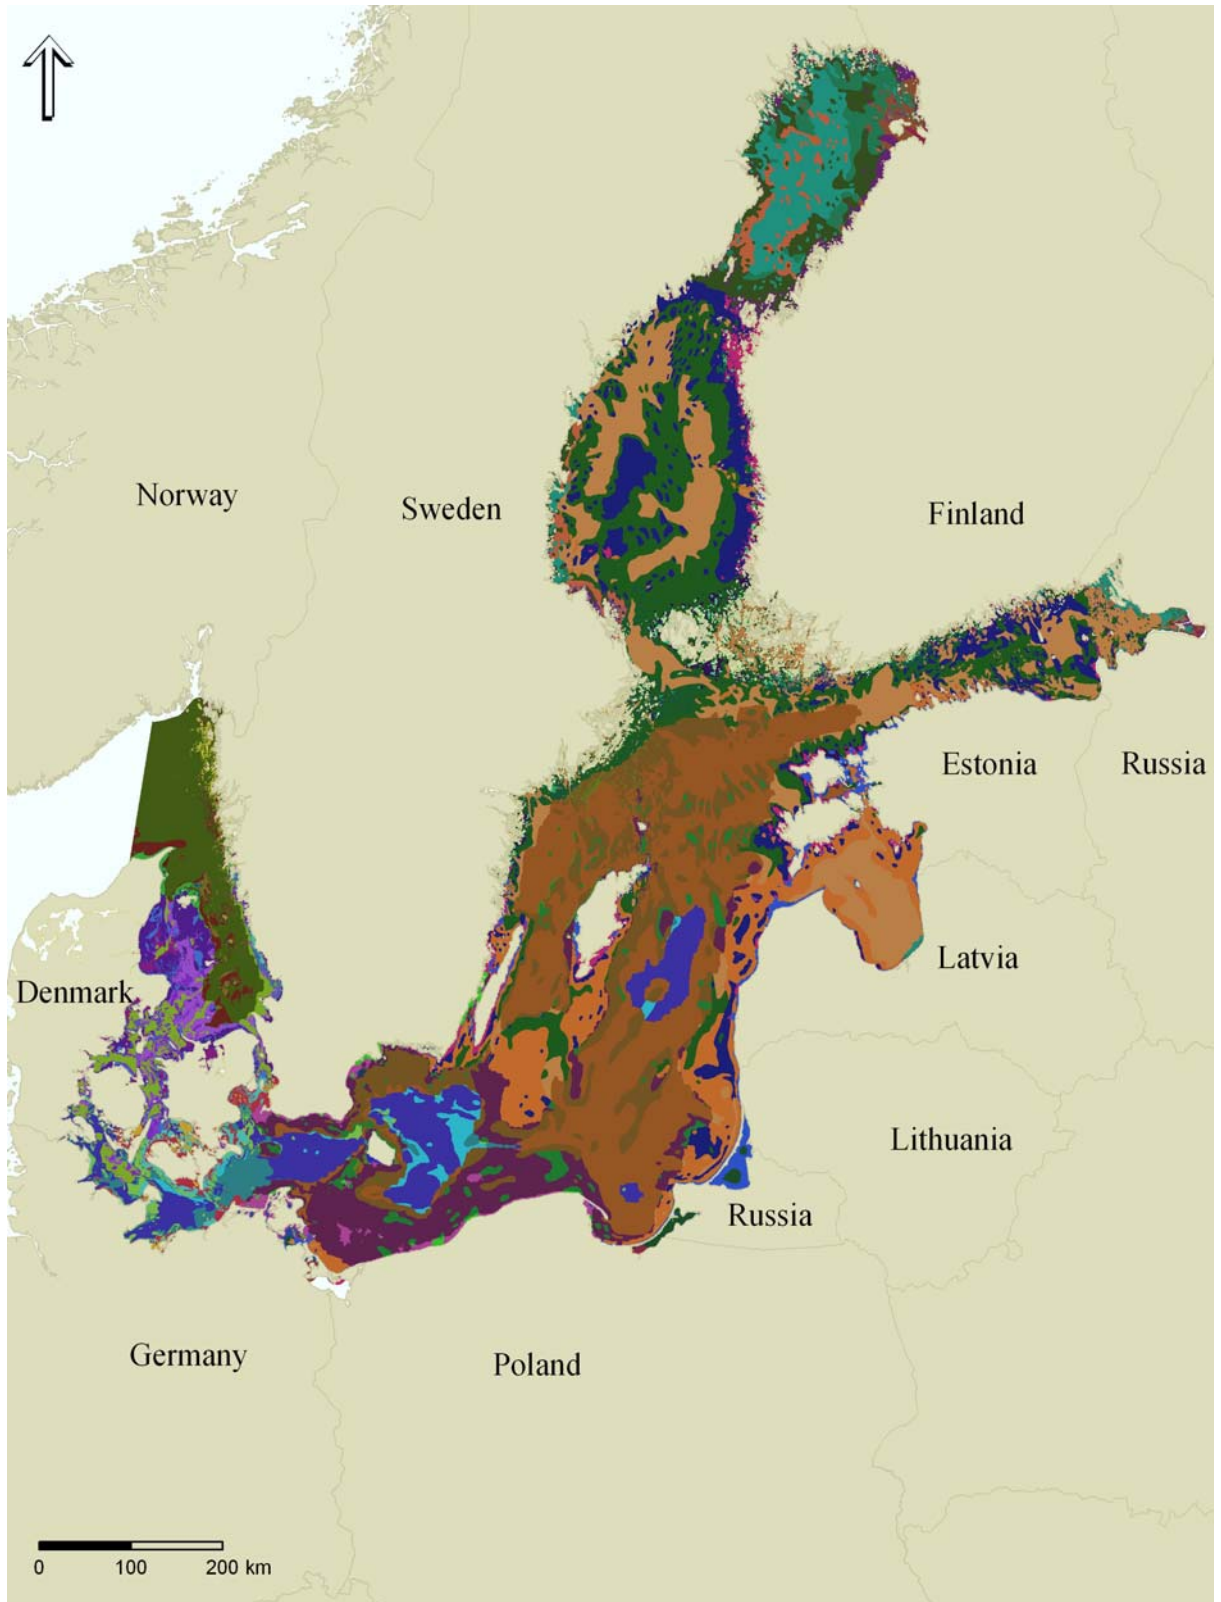 Norway
Sweden
Finland
Estonia
Russia
Latvia
Denmark
Lithuania
Russia
Germany
Poland
0 100 200 km